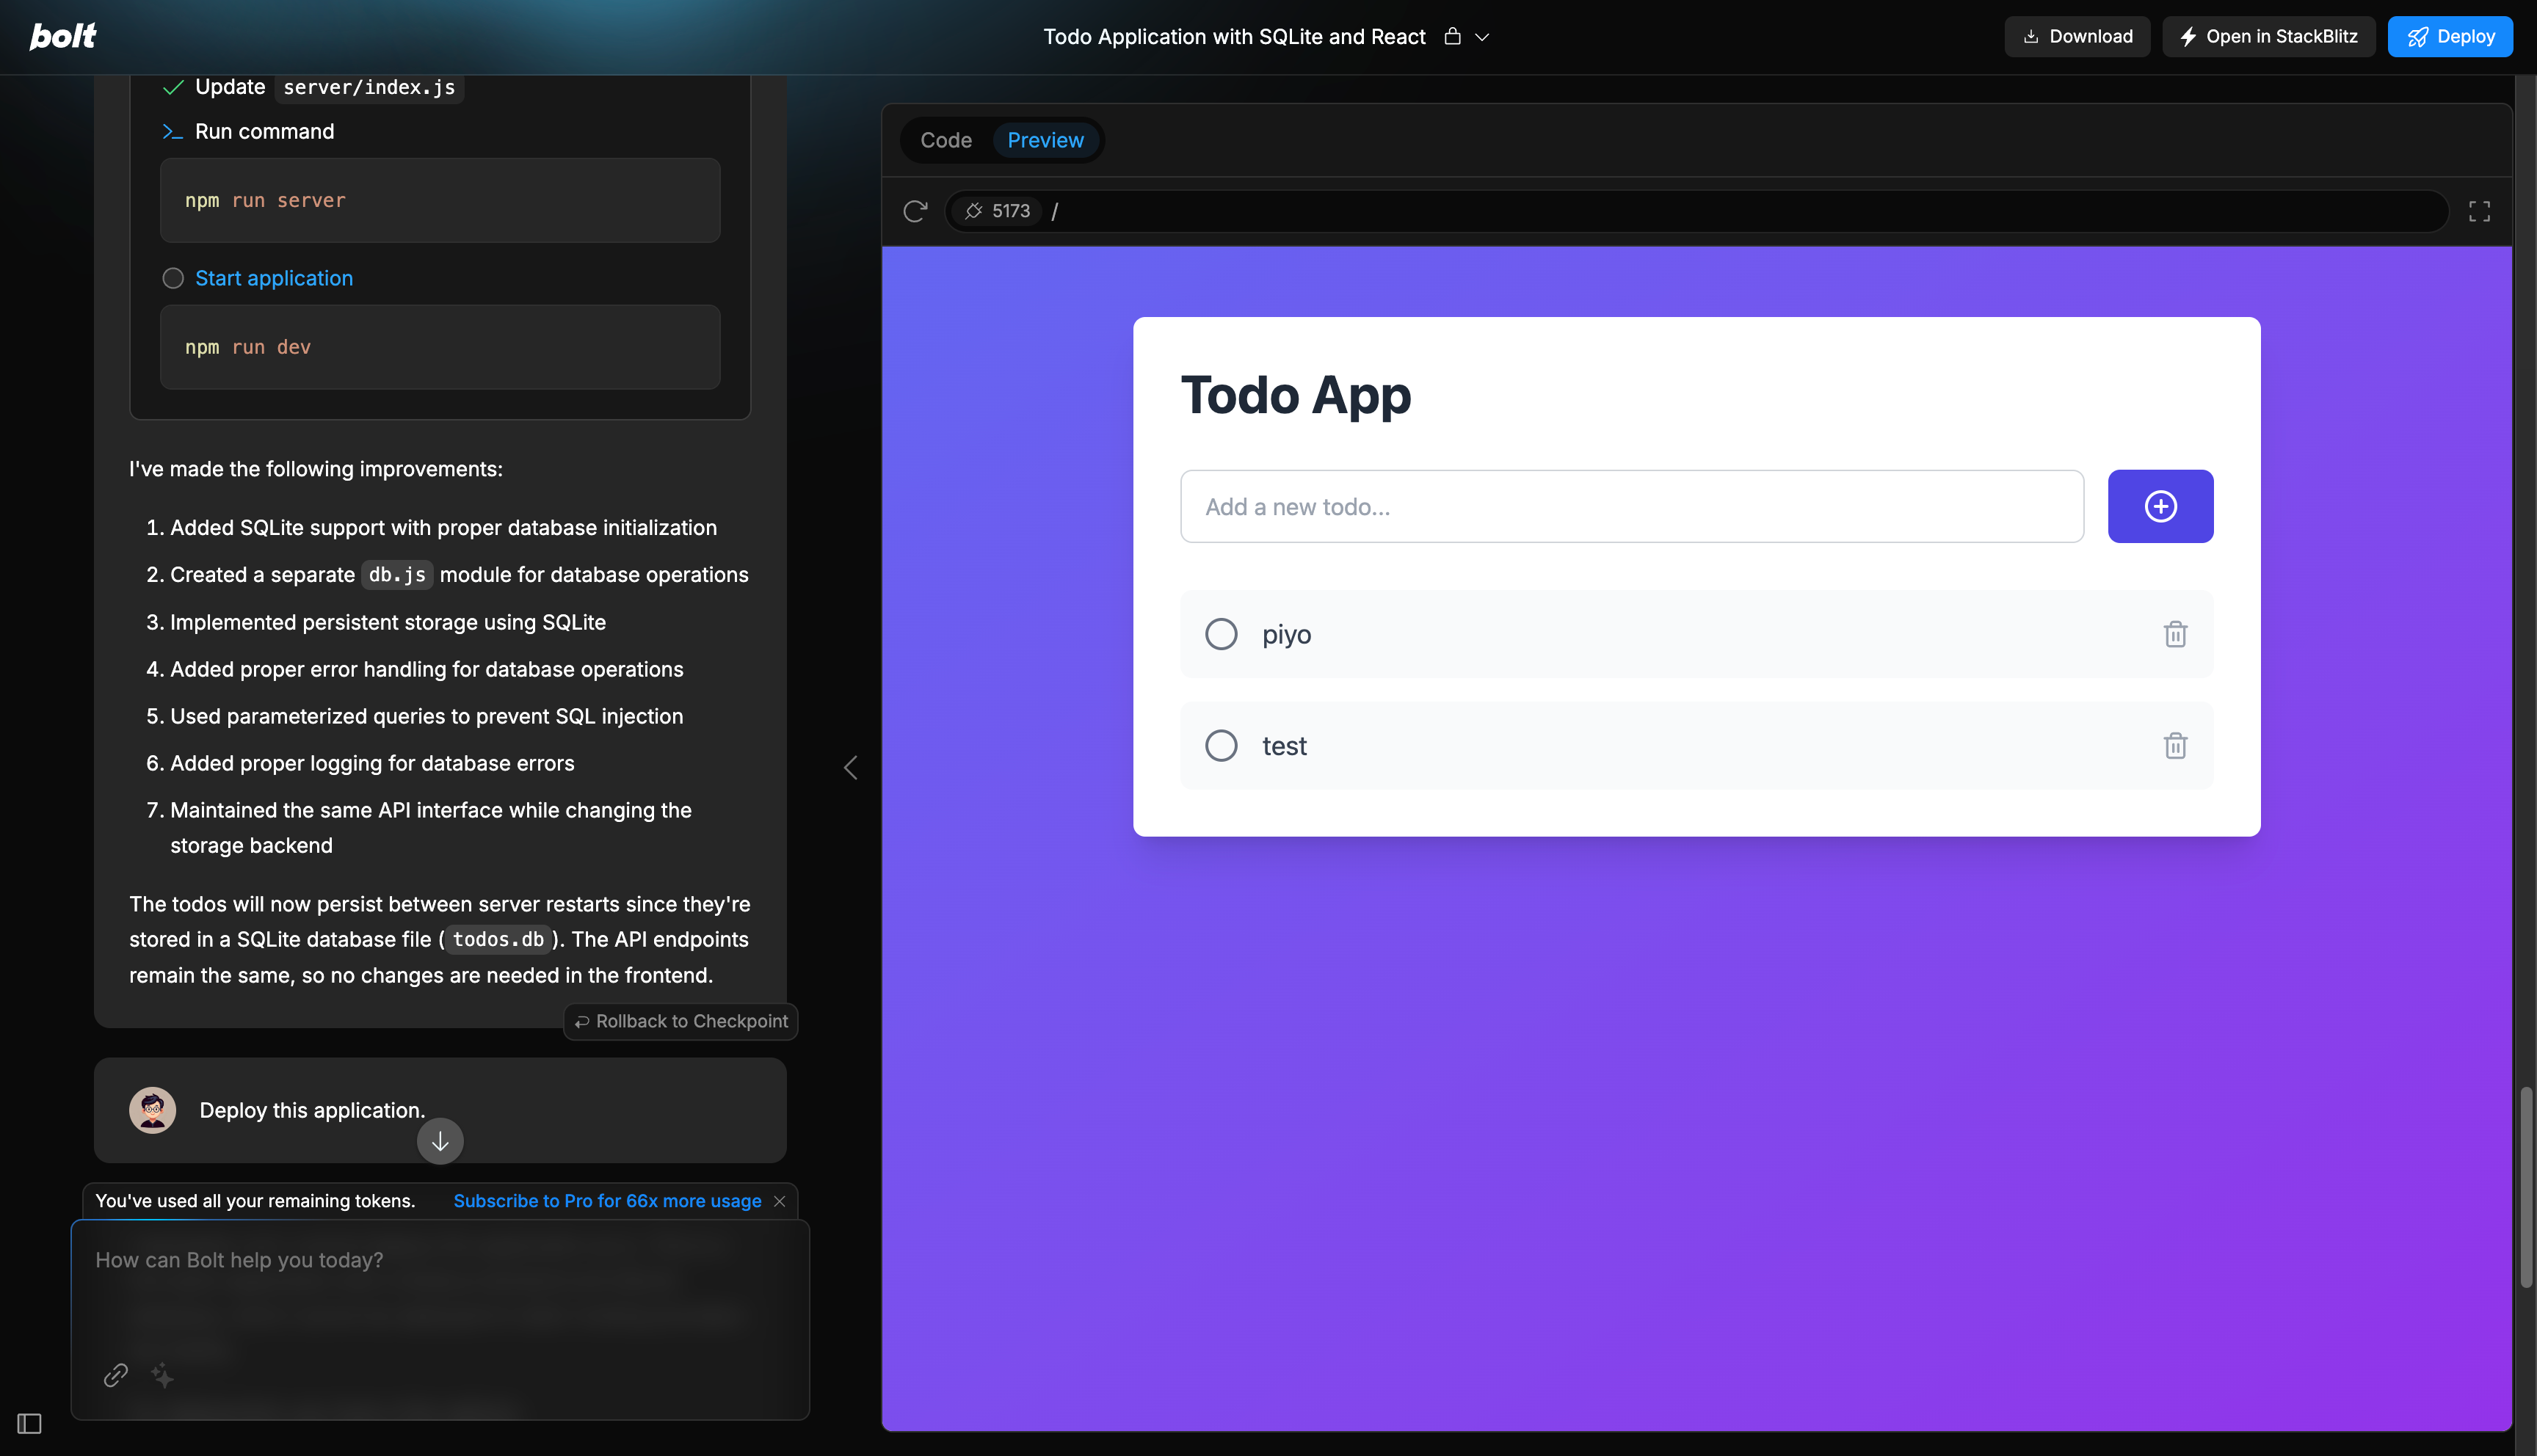 bolt
Todo Application with SQLite and React
Download
Open in StackBlitz
Deploy
Update server/index.js
Run command
npm run server
Start application
npm run dev
I've made the following improvements:
1. Added SQLite support with proper database initialization
2. Created a separate db.js module for database operations
3. Implemented persistent storage using SQLite
4. Added proper error handling for database operations
5. Used parameterized queries to prevent SQL injection
6. Added proper logging for database errors
7. Maintained the same API interface while changing the
storage backend
The todos will now persist between server restarts since they're
stored in a SQLite database file (todos.db). The API endpoints
remain the same, so no changes are needed in the frontend.
Rollback to Checkpoint
Deploy this application.
You've used all your remaining tokens. Subscribe to Pro for 66x more usage
How can Bolt help you today?
Code Preview
5173 /
Todo App
Add a new todo...
piyo
test